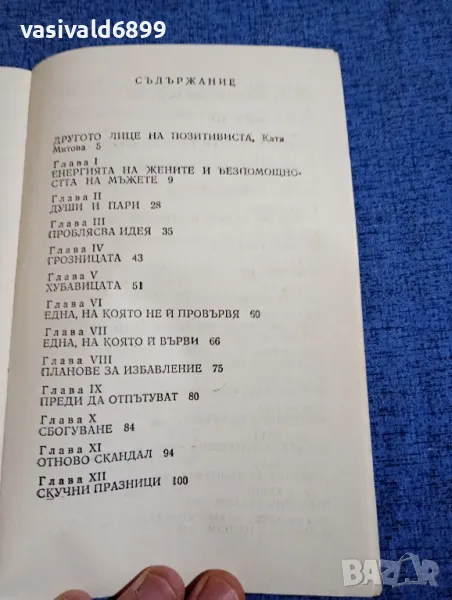 vasivald6899
СЪДЪРЖАНИЕ
ДРУГОТО ЛИЦЕ НА ПОЗИТИВИСТА, Ката
Митова 5
Глава I
ЕНЕРГИЯТА НА ЖЕНИТЕ И БЕЗПОМОЩНО-
СТТА НА МЪЖЕТЕ 9
Глава II
ДУШИ И ПАРИ 28
Глава III
ПРОБЛЯСВА ИДЕЯ 35
Глава IV
ГРОЗНИЦАТА 43
Глава V
ХУБАВИЦАТА 51
Глава VI
ЕДНА, НА КОЯТО НЕ Ѝ ПРОВЪРВЯ 60
Глава VII
ЕДНА, НА КОЯТО Ѝ ВЪРВИ 66
Глава VIII
ПЛАНОВЕ ЗА ИЗБАВЛЕНИЕ 75
Глава IX
ПРЕДИ ДА ОТПЪТУВАТ 80
Глава X
СБОГУВАНЕ 84
Глава XI
ОТНОВО СКАНДАЛ 94
Глава XII
СКУЧНИ ПРАЗНИЦИ 100
BAZAR